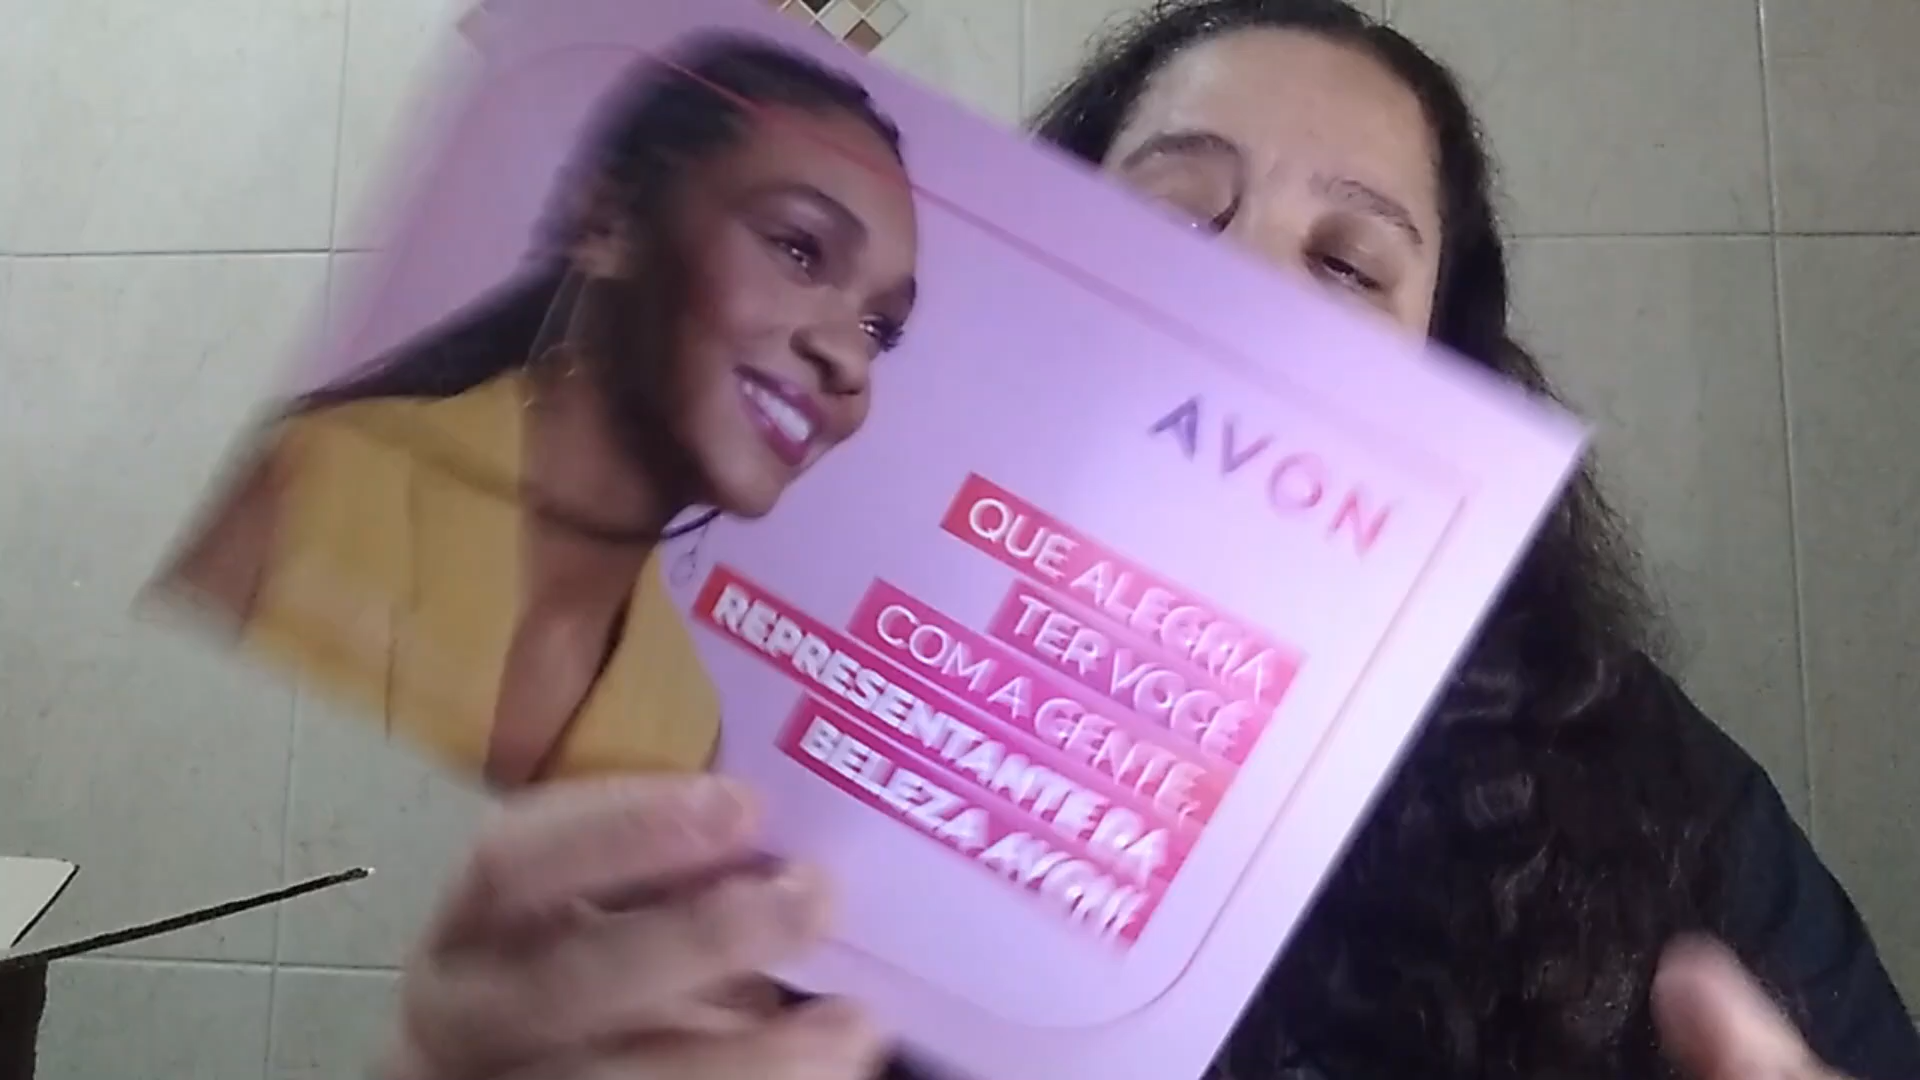 AVON
QUE ALEGRIA
TER VOCÊ
COM A GENTE,
REPRESENTANTE DA
BELEZA AVON!